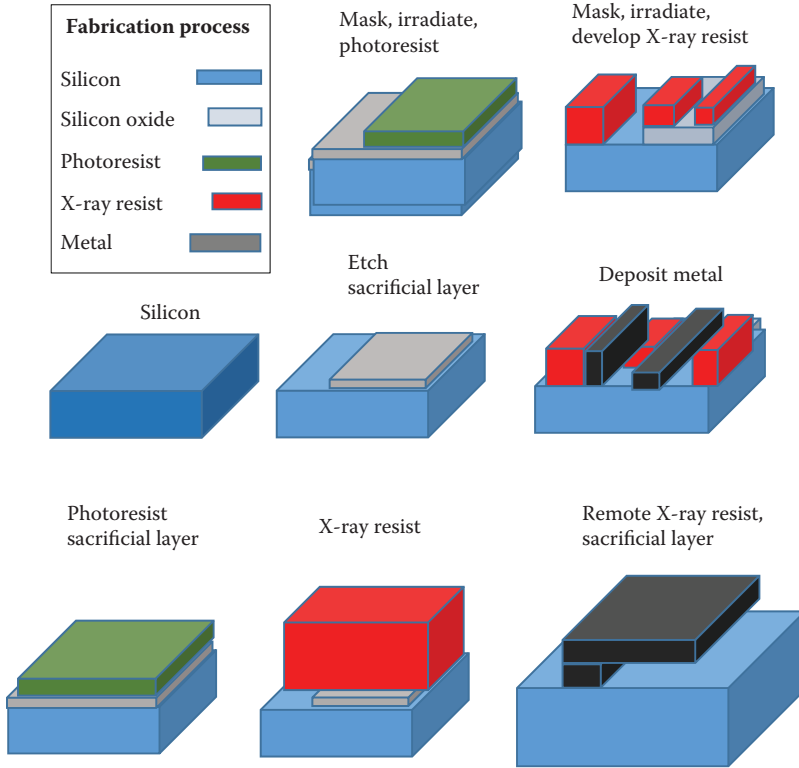 Fabrication process
Silicon
Silicon oxide
Photoresist
X-ray resist
Metal
Mask, irradiate,
photoresist
Mask, irradiate,
develop X-ray resist
Silicon
Etch
sacrificial layer
Deposit metal
Photoresist
sacrificial layer
X-ray resist
Remote X-ray resist,
sacrificial layer